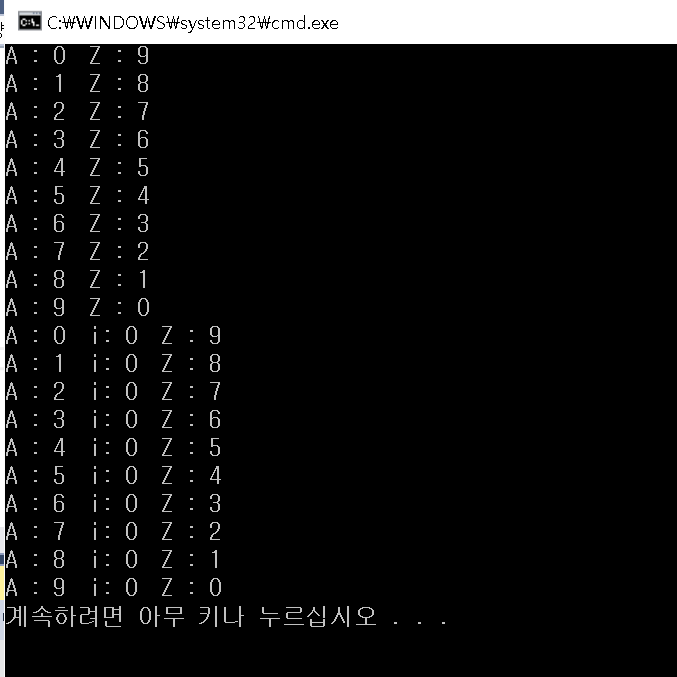 C:₩WINDOWS₩system32₩cmd.exe
A : 0 Z : 9
A : 1 Z : 8
A : 2 Z : 7
A : 3 Z : 6
A : 4 Z : 5
A : 5 Z : 4
A : 6 Z : 3
A : 7 Z : 2
A : 8 Z : 1
A : 9 Z : 0
A : 0 i: 0 Z : 9
A : 1 i: 0 Z : 8
A : 2 i: 0 Z : 7
A : 3 i: 0 Z : 6
A : 4 i: 0 Z : 5
A : 5 i: 0 Z : 4
A : 6 i: 0 Z : 3
A : 7 i: 0 Z : 2
A : 8 i: 0 Z : 1
A : 9 i: 0 Z : 0
계속하려면 아무 키나 누르십시오 . . .